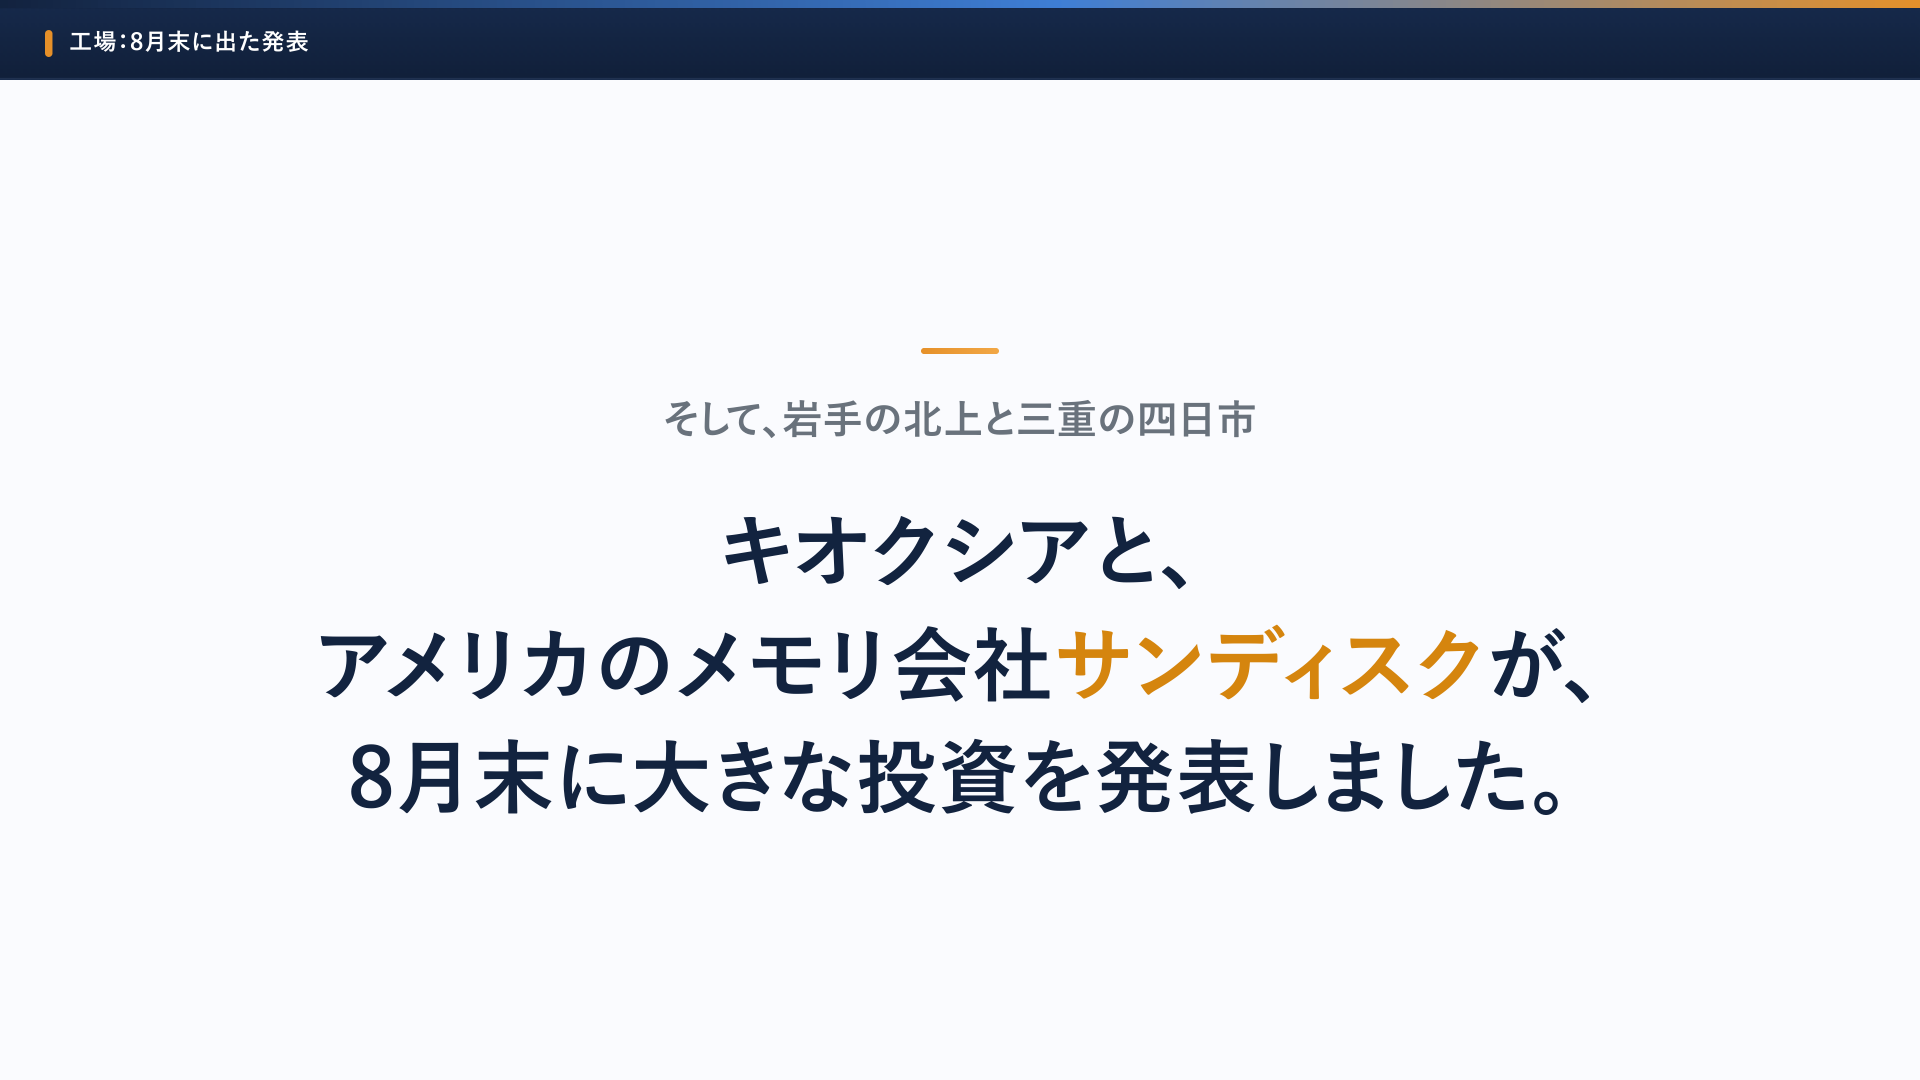 工場：8月末に出た発表
そして、岩手の北上と三重の四日市
キオクシアと、
アメリカのメモリ会社サンディスクが、
8月末に大きな投資を発表しました。